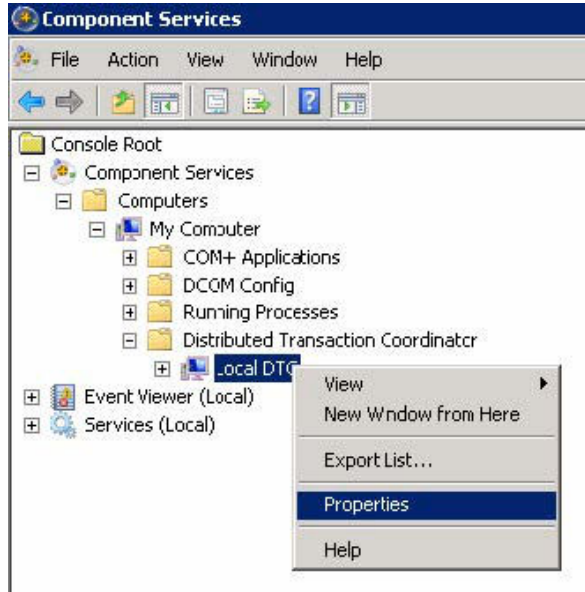 Component Services
File Action View Window Help
Console Root
Component Services
Computers
My Computer
COM+ Applications
DCOM Config
Running Processes
Distributed Transaction Coordinator
Local DTC
Event Viewer (Local)
Services (Local)
View
New Window from Here
Export List...
Properties
Help